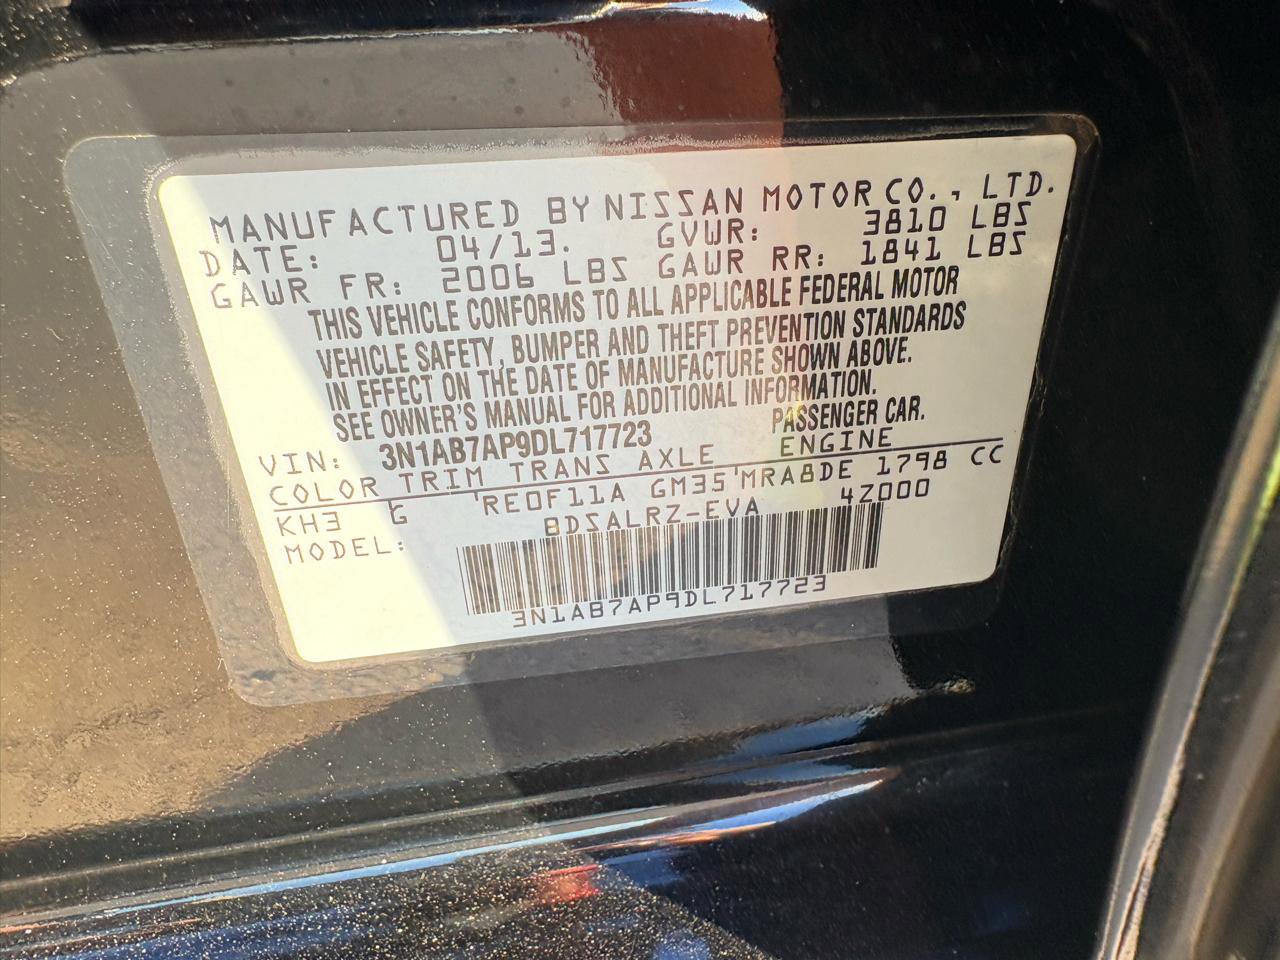 MANUFACTURED BY NISSAN MOTOR CO., LTD.
DATE: 04/13. GVWR: 3810 LBS
GAWR FR: 2006 LBS GAWR RR: 1841 LBS
THIS VEHICLE CONFORMS TO ALL APPLICABLE FEDERAL MOTOR
VEHICLE SAFETY, BUMPER AND THEFT PREVENTION STANDARDS
IN EFFECT ON THE DATE OF MANUFACTURE SHOWN ABOVE.
SEE OWNER'S MANUAL FOR ADDITIONAL INFORMATION.
VIN: 3N1AB7AP9DL717723 PASSENGER CAR.
COLOR TRIM TRANS AXLE ENGINE
KH3 G RE0F11A GM35 MRA8DE 1798 CC
MODEL: BDSALRZ-EVA 4Z000
3N1AB7AP9DL717723